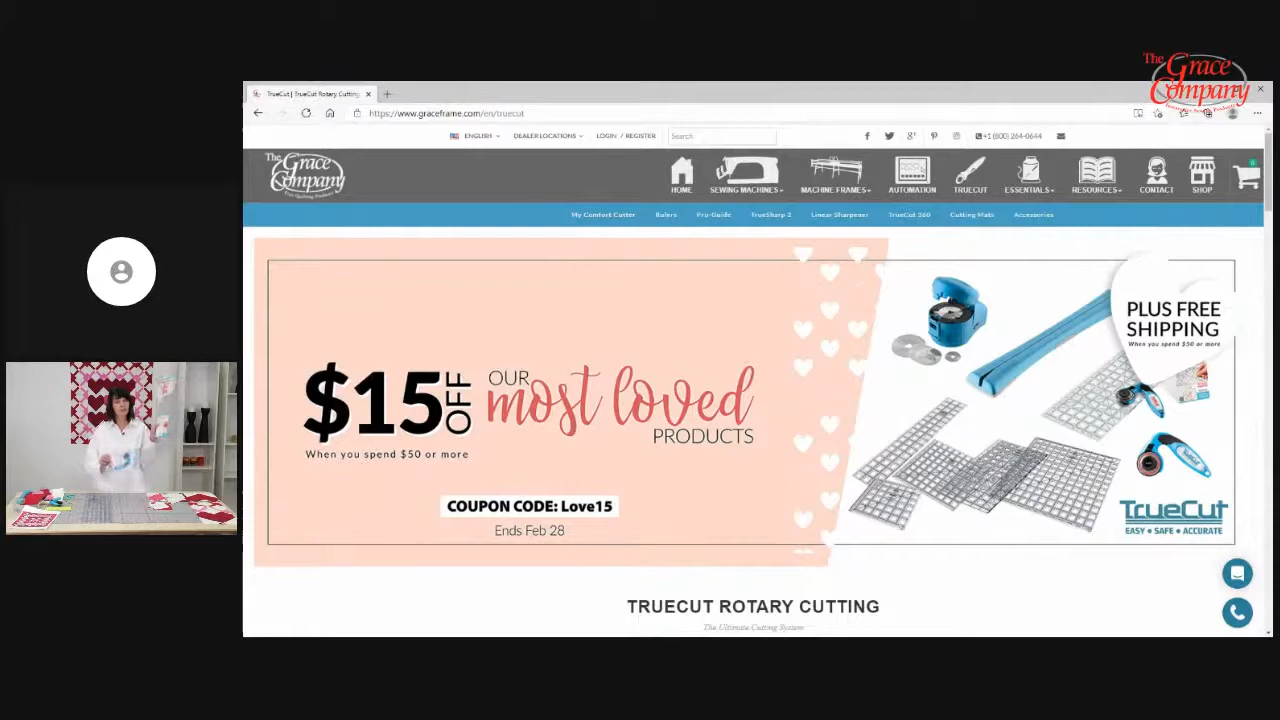 The Grace Company
TrueCut | TrueCut Rotary Cutting
https://www.graceframe.com/en/truecut
ENGLISH DEALER LOCATIONS LOGIN / REGISTER Search +1 (800) 264-0644
The Grace Company
HOME SEWING MACHINES MACHINE FRAMES AUTOMATION TRUECUT ESSENTIALS RESOURCES CONTACT SHOP
My Comfort Cutter Rulers Pro-Guide TrueSharp 2 Linear Sharpener TrueCut 360 Cutting Mats Accessories
$15 OFF
When you spend $50 or more
OUR
most loved
PRODUCTS
COUPON CODE: Love15
Ends Feb 28
PLUS FREE
SHIPPING
When you spend $50 or more
TrueCut
EASY • SAFE • ACCURATE
TRUECUT ROTARY CUTTING
The Ultimate Cutting System